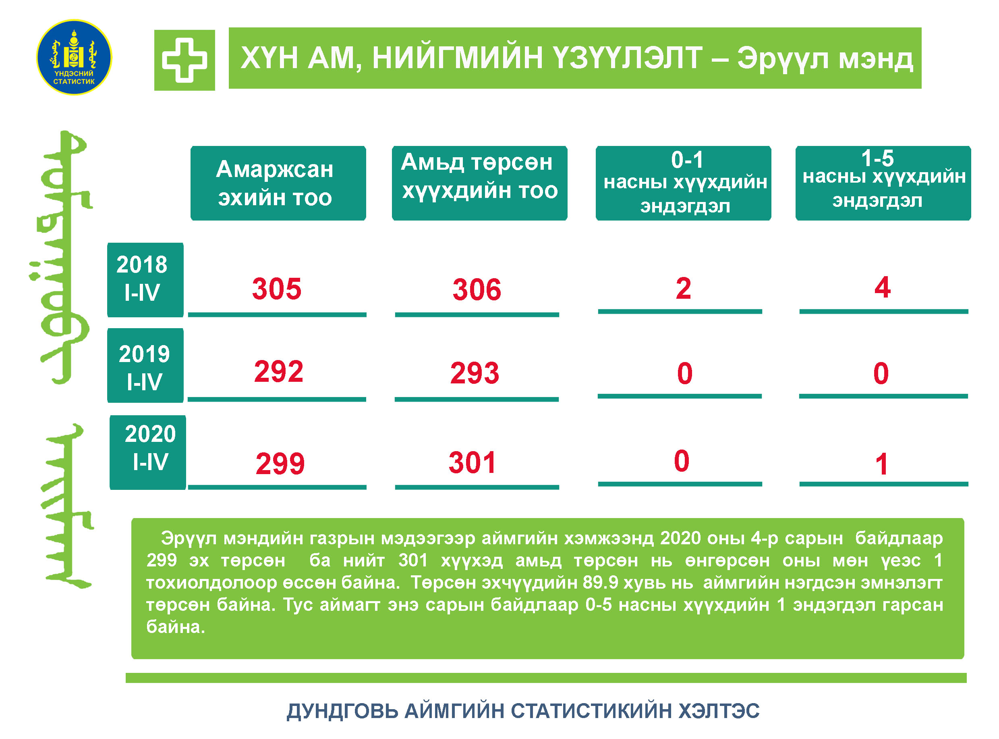 ҮНДЭСНИЙ
СТАТИСТИК
ХҮН АМ, НИЙГМИЙН ҮЗҮҮЛЭЛТ – Эрүүл мэнд
Амаржсан
эхийн тоо
Амьд төрсөн
хүүхдийн тоо
0-1
насны хүүхдийн
эндэгдэл
1-5
насны хүүхдийн
эндэгдэл
2018
I-IV
305
306
2
4
2019
I-IV
292
293
0
0
2020
I-IV
299
301
0
1
Эрүүл мэндийн газрын мэдээгээр аймгийн хэмжээнд 2020 оны 4-р сарын байдлаар
299 эх төрсөн ба нийт 301 хүүхэд амьд төрсөн нь өнгөрсөн оны мөн үеэс 1
тохиолдолоор өссөн байна. Төрсөн эхчүүдийн 89.9 хувь нь аймгийн нэгдсэн эмнэлэгт
төрсөн байна. Тус аймагт энэ сарын байдлаар 0-5 насны хүүхдийн 1 эндэгдэл гарсан
байна.
ДУНДГОВЬ АЙМГИЙН СТАТИСТИКИЙН ХЭЛТЭС